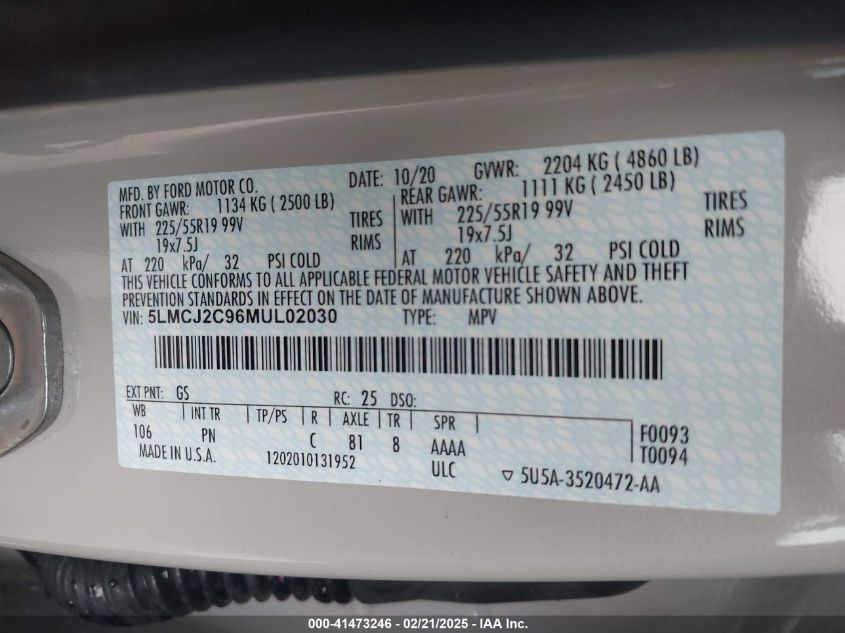 MFD. BY FORD MOTOR CO. DATE: 10/20 GVWR: 2204 KG ( 4860 LB)
FRONT GAWR: 1134 KG ( 2500 LB) REAR GAWR: 1111 KG ( 2450 LB)
WITH 225/55R19 99V TIRES WITH 225/55R19 99V TIRES
19x7.5J RIMS 19x7.5J RIMS
AT 220 kPa/ 32 PSI COLD AT 220 kPa/ 32 PSI COLD
THIS VEHICLE CONFORMS TO ALL APPLICABLE FEDERAL MOTOR VEHICLE SAFETY AND THEFT
PREVENTION STANDARDS IN EFFECT ON THE DATE OF MANUFACTURE SHOWN ABOVE.
VIN: 5LMCJ2C96MUL02030 TYPE: MPV
EXT PNT: GS RC: 25 DSO:
WB INT TR TP/PS R AXLE TR SPR
106 PN C 81 8 AAAA F0093
MADE IN U.S.A. 1202010131952 ULC T0094
5U5A-3520472-AA
000-41473246 - 02/21/2025 - IAA Inc.